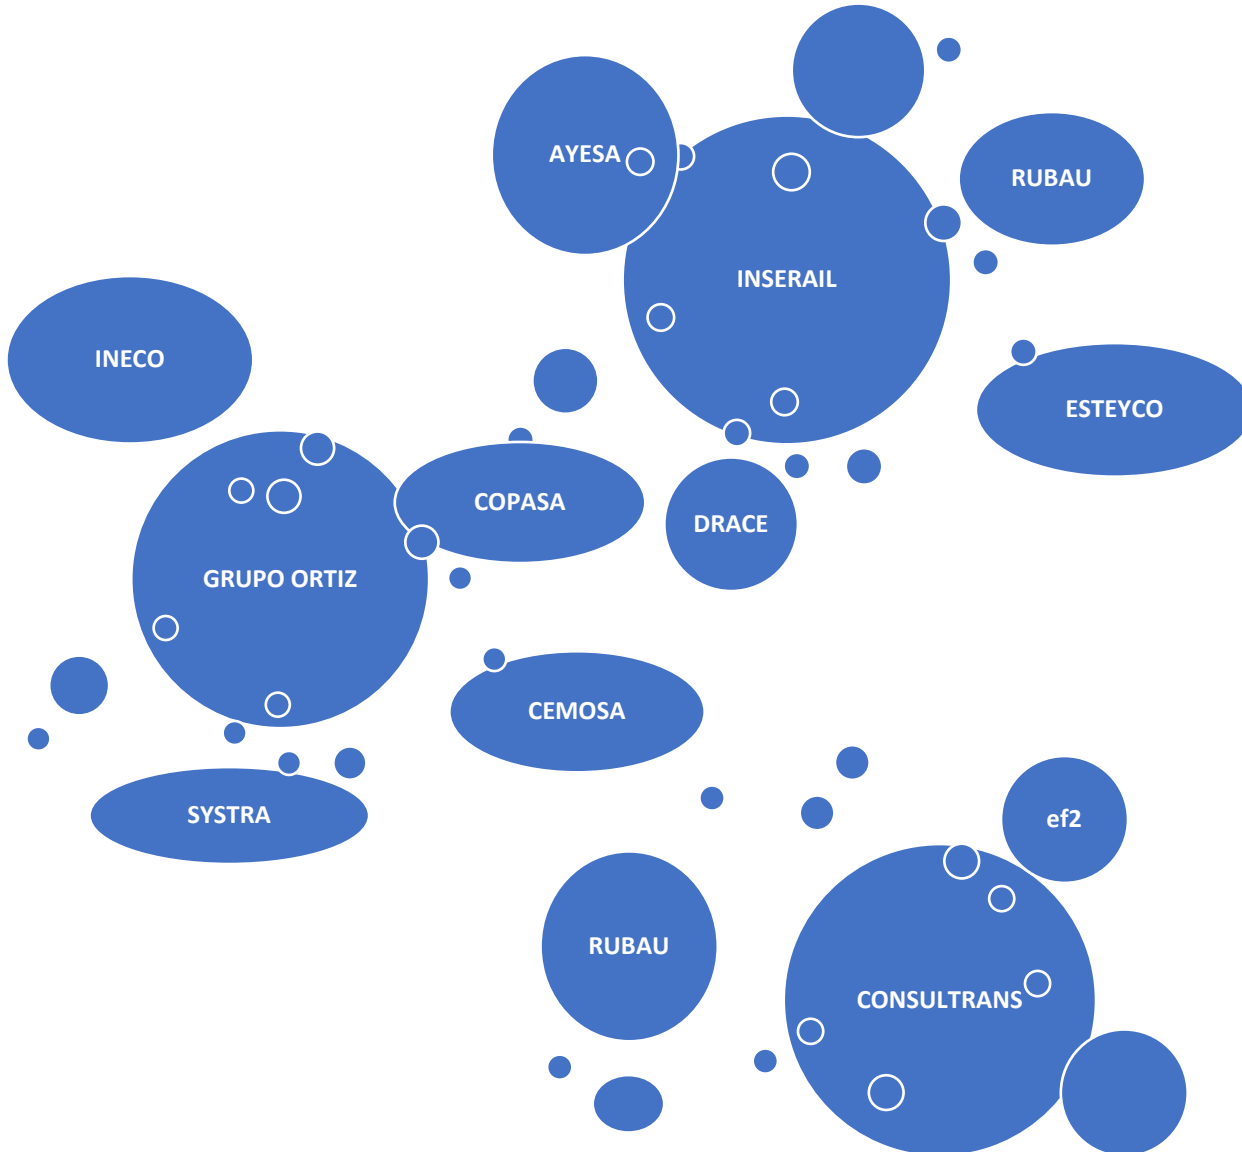 AYESA
RUBAU
INSERAIL
INECO
ESTEYCO
COPASA
DRACE
GRUPO ORTIZ
CEMOSA
SYSTRA
ef2
RUBAU
CONSULTRANS